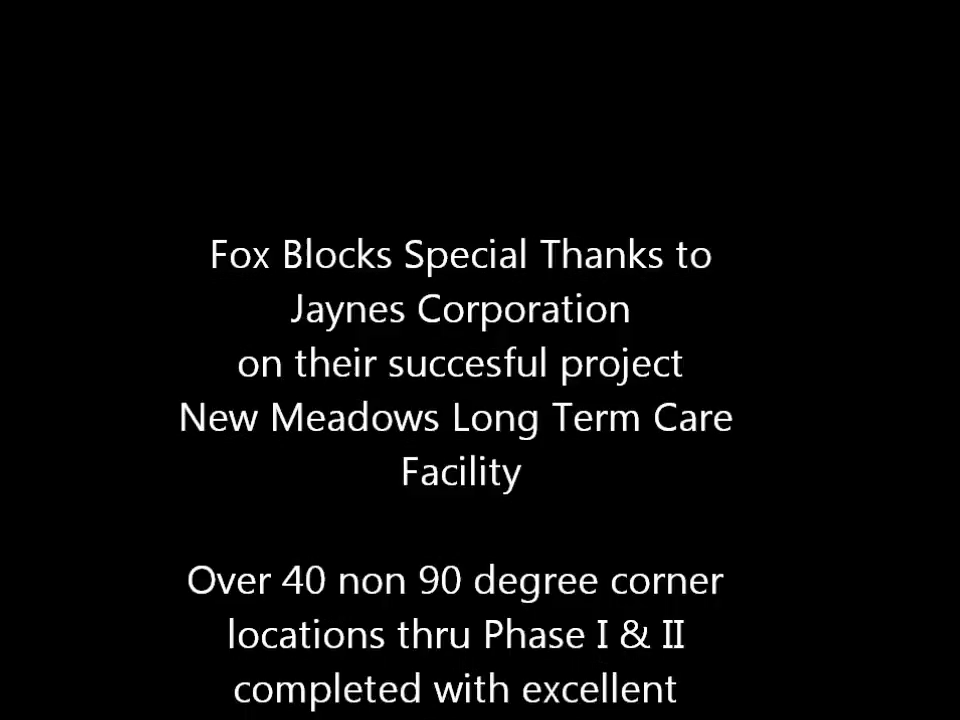 Fox Blocks Special Thanks to
Jaynes Corporation
on their succesful project
New Meadows Long Term Care
Facility
Over 40 non 90 degree corner
locations thru Phase I & II
completed with excellent